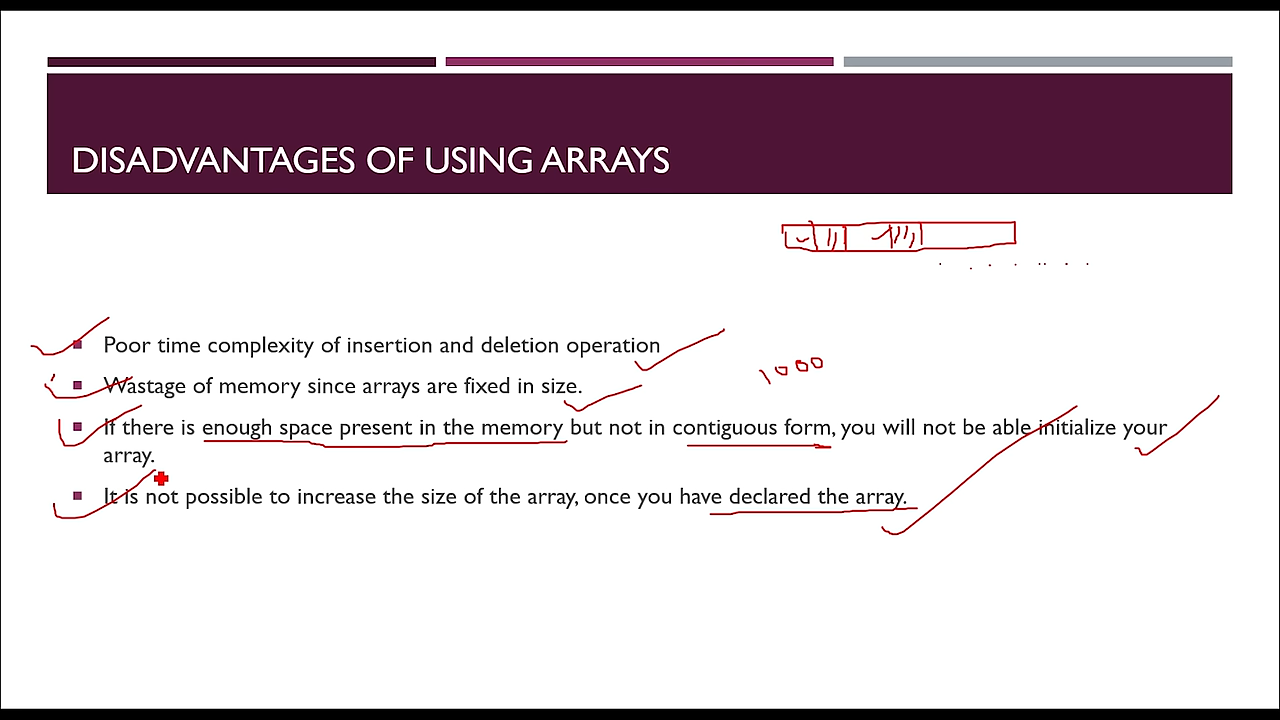 DISADVANTAGES OF USING ARRAYS
Poor time complexity of insertion and deletion operation
1000
Wastage of memory since arrays are fixed in size.
If there is enough space present in the memory but not in contiguous form, you will not be able initialize your
array.
It is not possible to increase the size of the array, once you have declared the array.